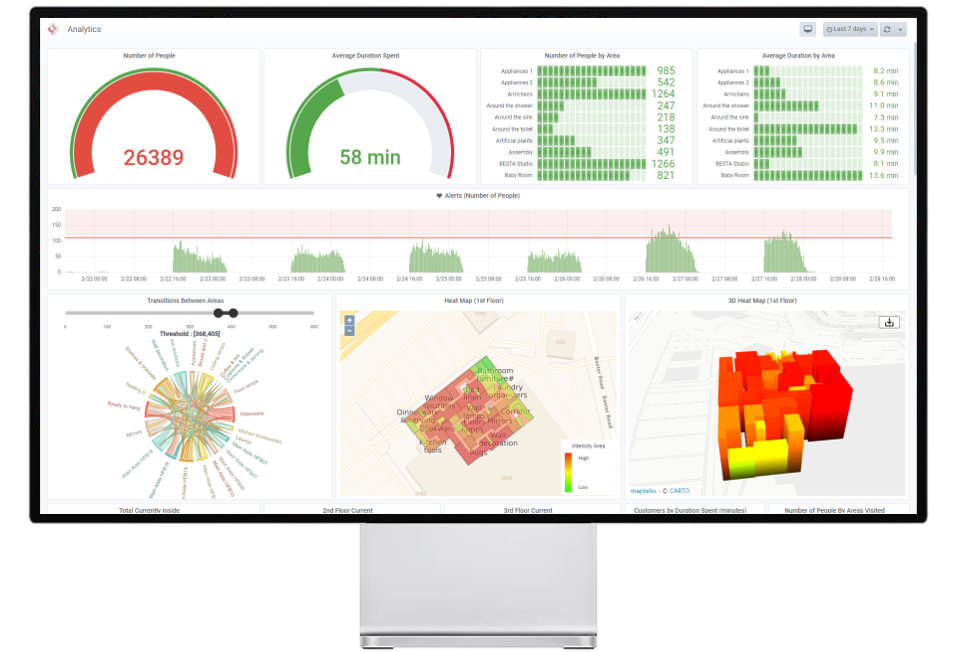 Analytics
Last 7 days
Number of People
26389
Average Duration Spent
58 min
Number of People by Area
Appliances 1 985
Appliances 2 542
Armchairs 1264
Around the shower 247
Around the sink 218
Around the toilet 138
Artificial plants 347
Assembly 491
BESTA Studio 1266
Baby Room 821
Average Duration by Area
Appliances 1 8.2 min
Appliances 2 8.6 min
Armchairs 9.1 min
Around the shower 11.0 min
Around the sink 7.3 min
Around the toilet 13.3 min
Artificial plants 9.5 min
Assembly 9.9 min
BESTA Studio 8.1 min
Baby Room 13.6 min
Alerts (Number of People)
200
150
100
50
0
2/22 00:00 2/22 08:00 2/22 16:00 2/23 00:00 2/23 08:00 2/23 16:00 2/24 00:00 2/24 08:00 2/24 16:00 2/25 00:00 2/25 08:00 2/25 16:00 2/26 00:00 2/26 08:00 2/26 16:00 2/27 00:00 2/27 08:00 2/27 16:00 2/28 00:00 2/28 08:00 2/28 16:00
Transitions Between Areas
0 100 200 300 400 500 600
Threshold : [368,405]
Ready to hang
Mirrors
Floor lamps
Glassware
Kitchen Accessories
Heat Map (1st Floor)
+
−
Bathroom
furniture#
Laundry
organizers
Window
solutions
linen
Wall
lamps
Corridor
Mirrors
Cookware
Kitchen
tools
Wall
decoration
Rugs
Baxter Road
Baxter Road
Intencity Area
High
Low
3D Heat Map (1st Floor)
maptalks - © CARTO
Total Currently Inside
2nd Floor Current
3rd Floor Current
Customers by Duration Spent (minutes)
Number of People By Areas Visited